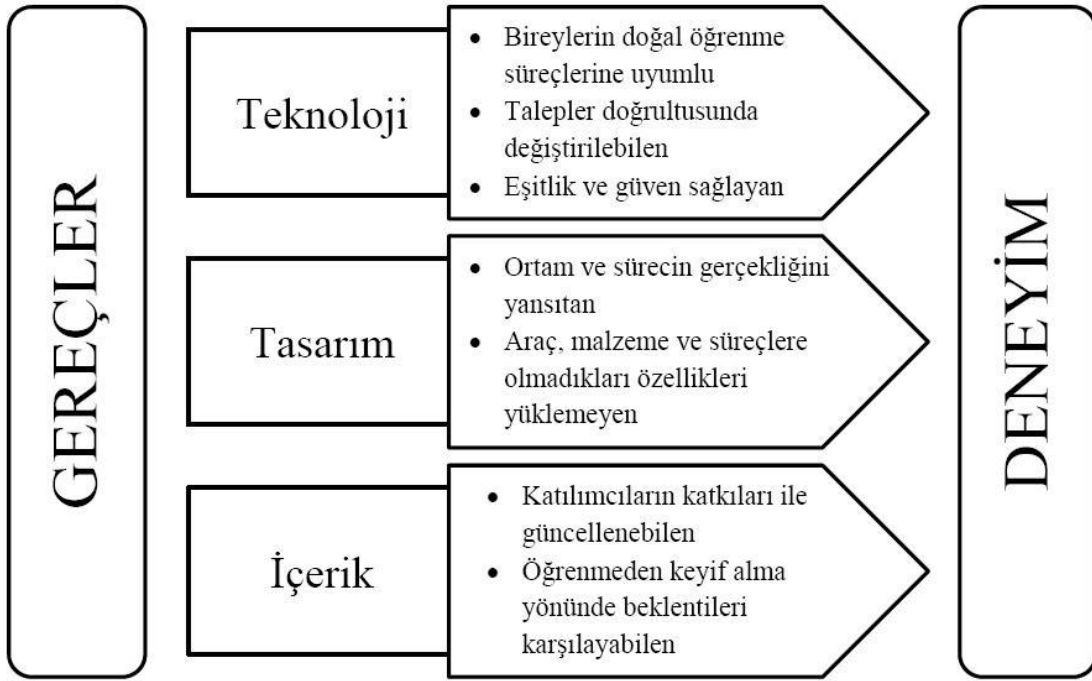 GEREÇLER
Teknoloji
• Bireylerin doğal öğrenme
süreçlerine uyumlu
• Talepler doğrultusunda
değiştirilebilen
• Eşitlik ve güven sağlayan
Tasarım
• Ortam ve sürecin gerçekliğini
yansıtan
• Araç, malzeme ve süreçlere
olmadıkları özellikleri
yüklemeyen
İçerik
• Katılımcıların katkıları ile
güncellenebilen
• Öğrenmeden keyif alma
yönünde beklentileri
karşılayabilen
DENEYİM